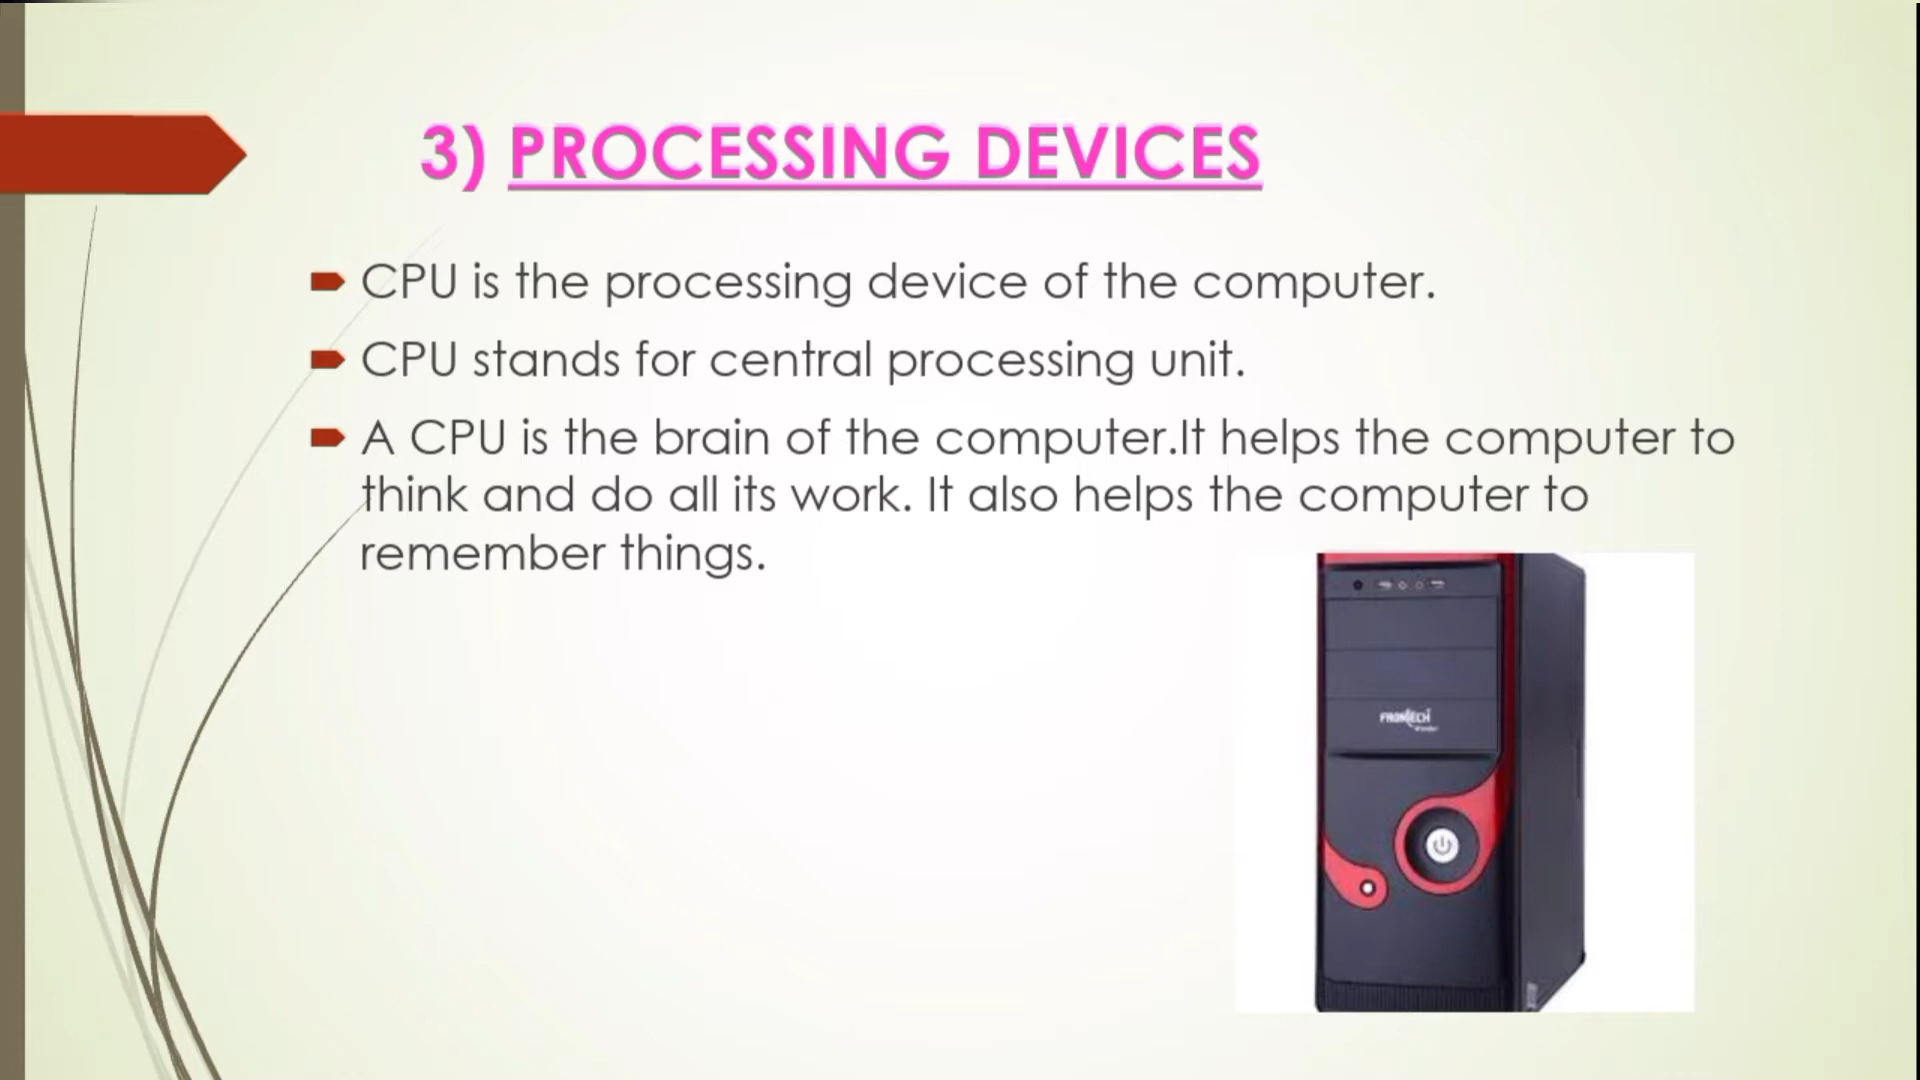 3) PROCESSING DEVICES
CPU is the processing device of the computer.
CPU stands for central processing unit.
A CPU is the brain of the computer.It helps the computer to
think and do all its work. It also helps the computer to
remember things.
FRONTECH